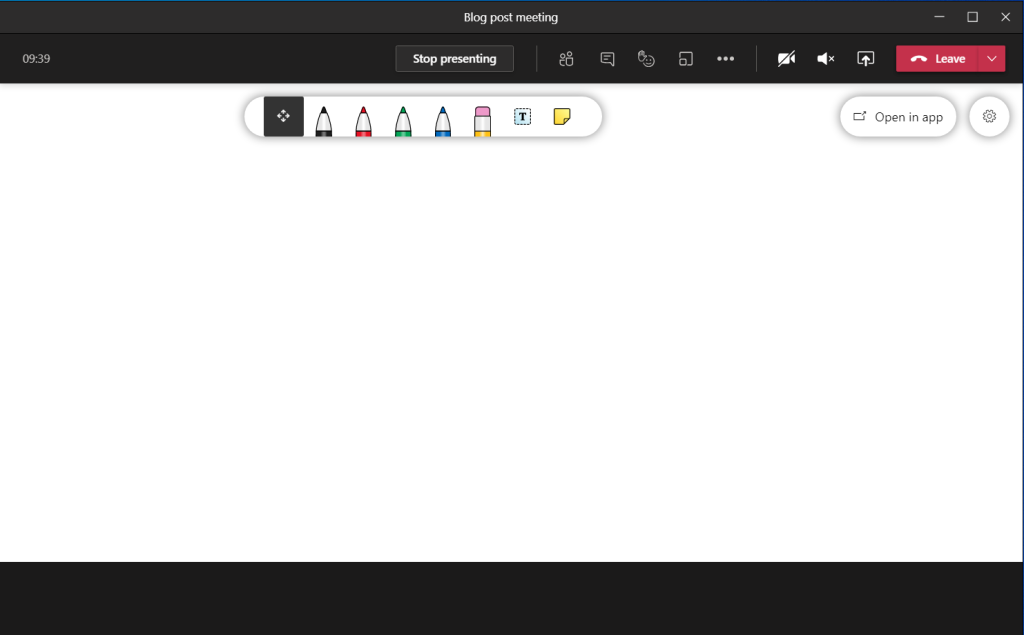 Blog post meeting
09:39
Stop presenting
Leave
T
Open in app